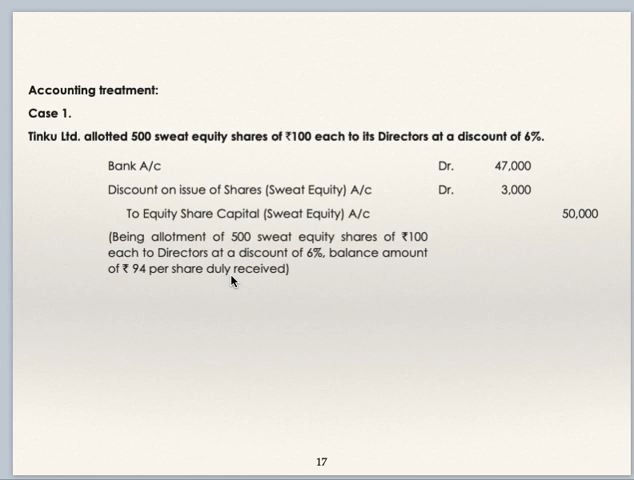 Accounting treatment:
Case 1.
Tinku Ltd. allotted 500 sweat equity shares of ₹100 each to its Directors at a discount of 6%.
Bank A/c Dr. 47,000
Discount on issue of Shares (Sweat Equity) A/c Dr. 3,000
To Equity Share Capital (Sweat Equity) A/c 50,000
(Being allotment of 500 sweat equity shares of ₹100
each to Directors at a discount of 6%, balance amount
of ₹ 94 per share duly received)
17